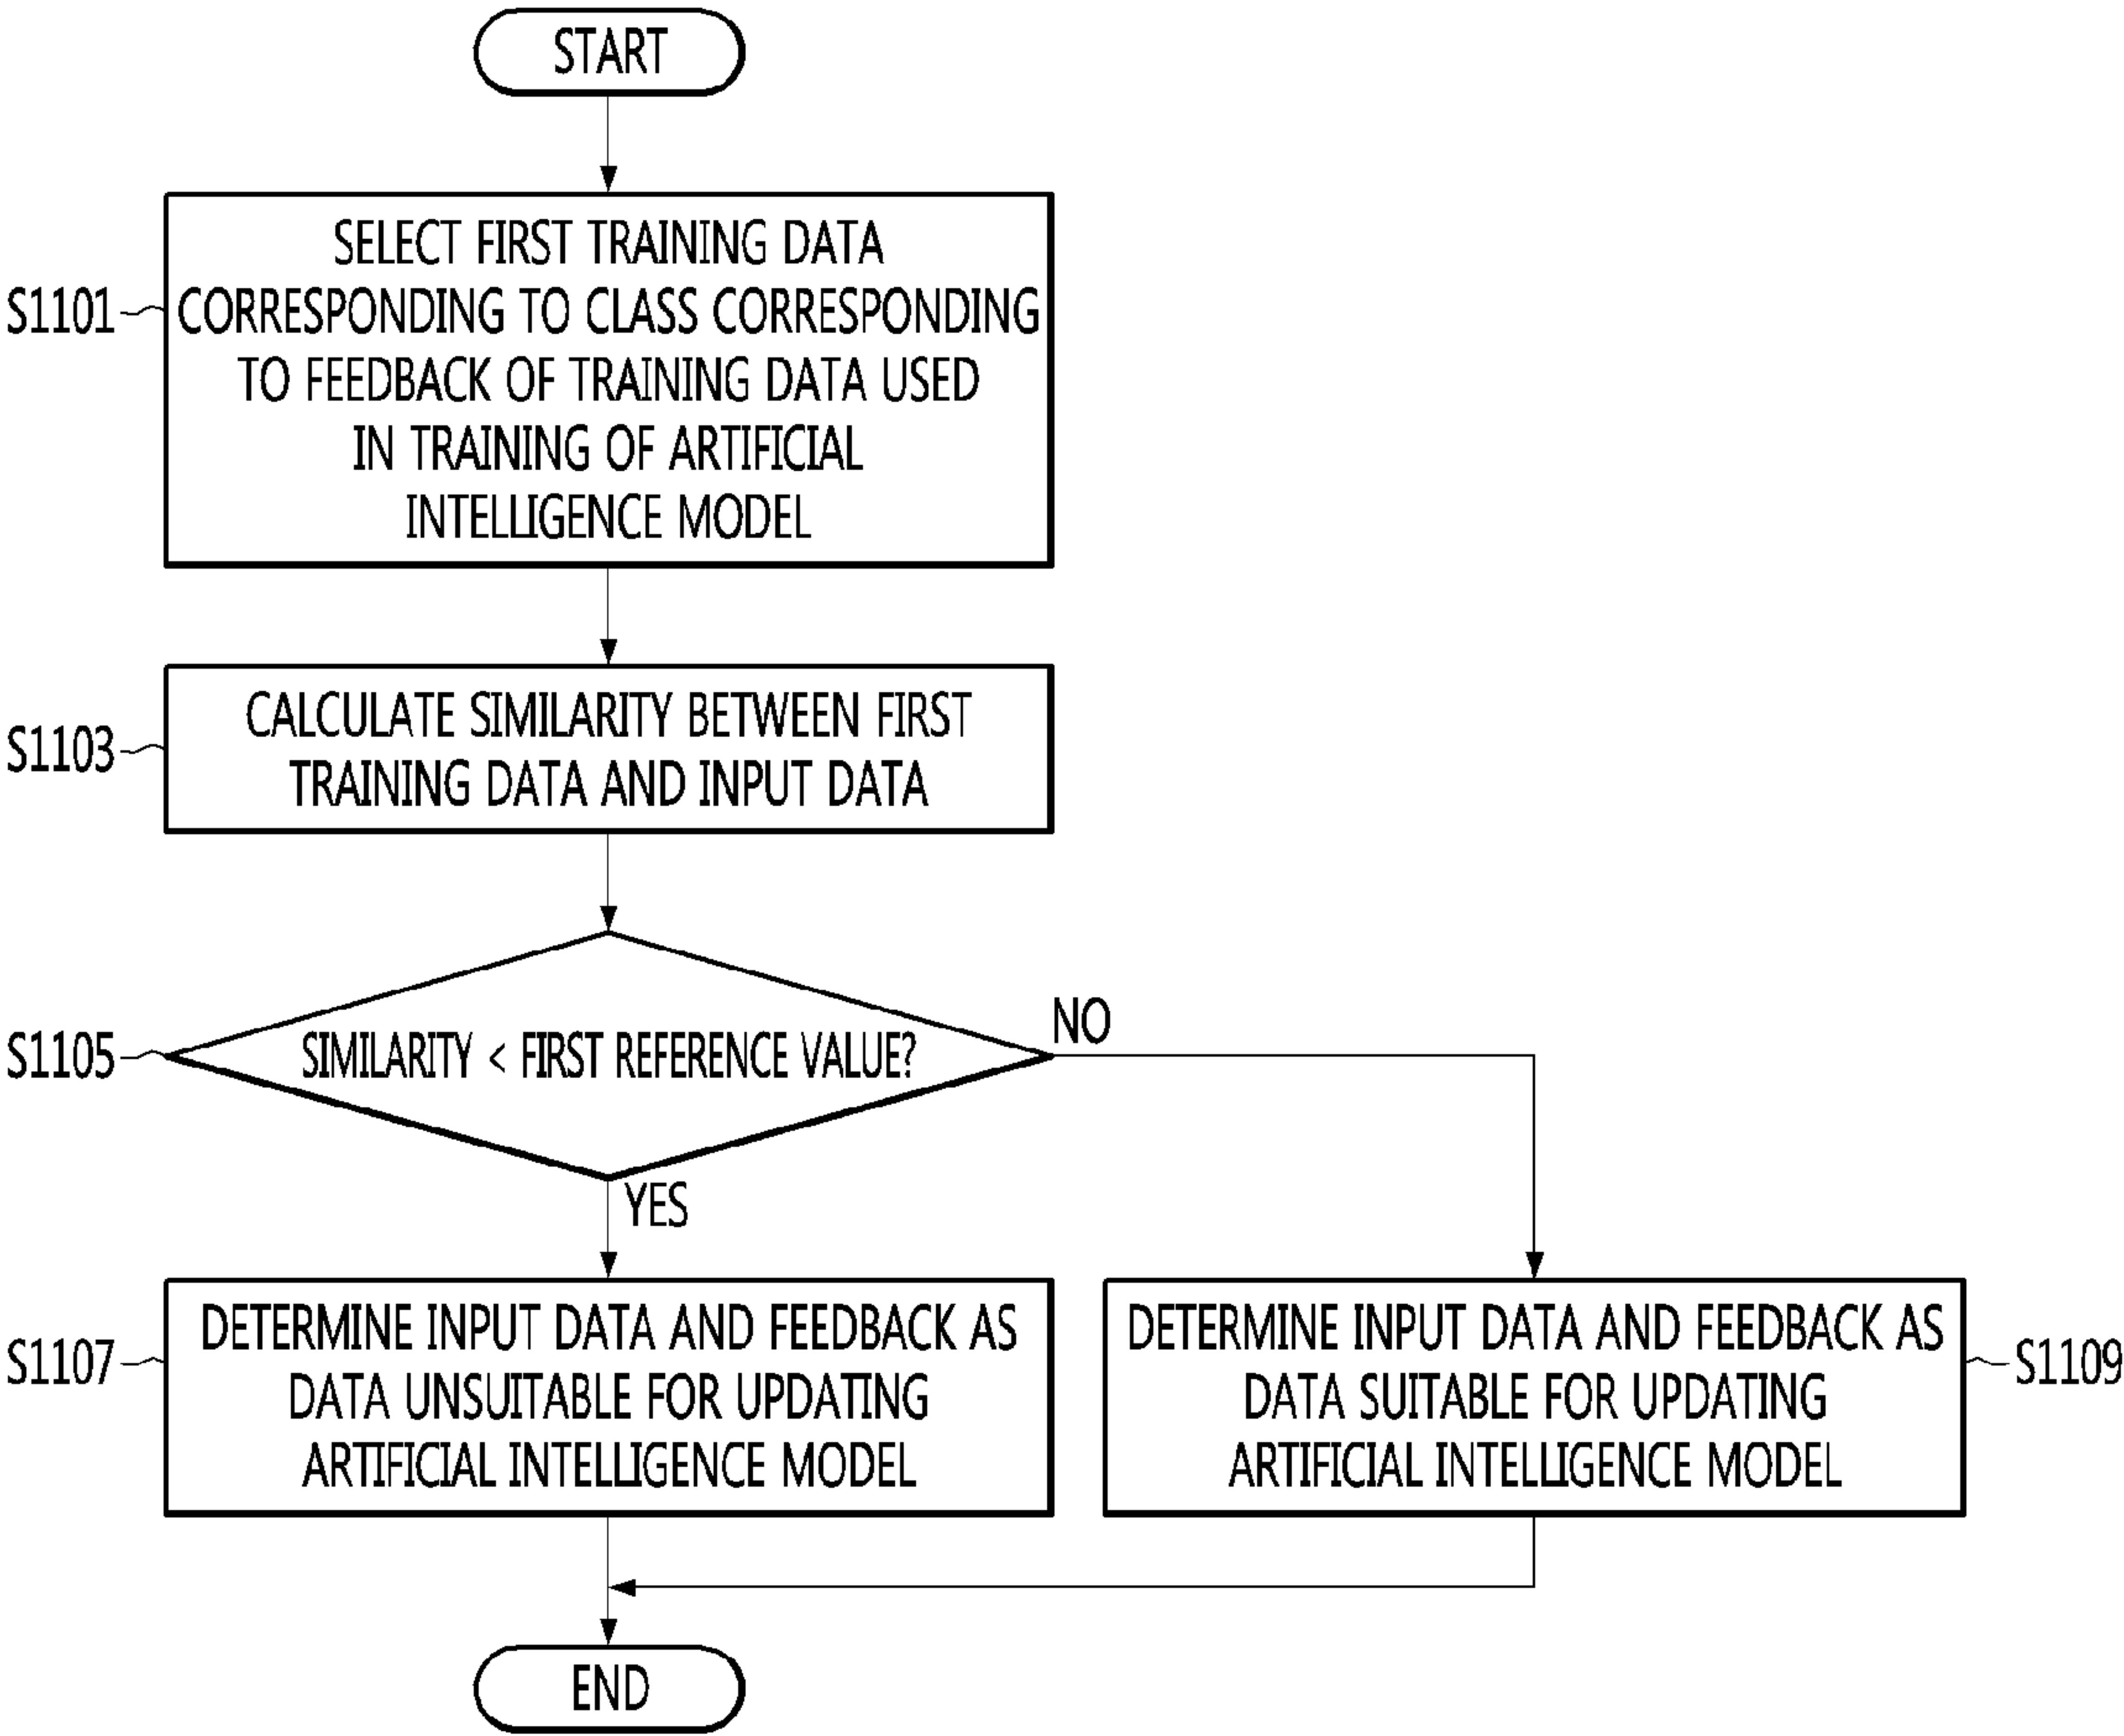 START
S1101
SELECT FIRST TRAINING DATA
CORRESPONDING TO CLASS CORRESPONDING
TO FEEDBACK OF TRAINING DATA USED
IN TRAINING OF ARTIFICIAL
INTELLIGENCE MODEL
S1103
CALCULATE SIMILARITY BETWEEN FIRST
TRAINING DATA AND INPUT DATA
S1105
SIMILARITY < FIRST REFERENCE VALUE?
NO
YES
S1107
DETERMINE INPUT DATA AND FEEDBACK AS
DATA UNSUITABLE FOR UPDATING
ARTIFICIAL INTELLIGENCE MODEL
DETERMINE INPUT DATA AND FEEDBACK AS
DATA SUITABLE FOR UPDATING
ARTIFICIAL INTELLIGENCE MODEL
S1109
END